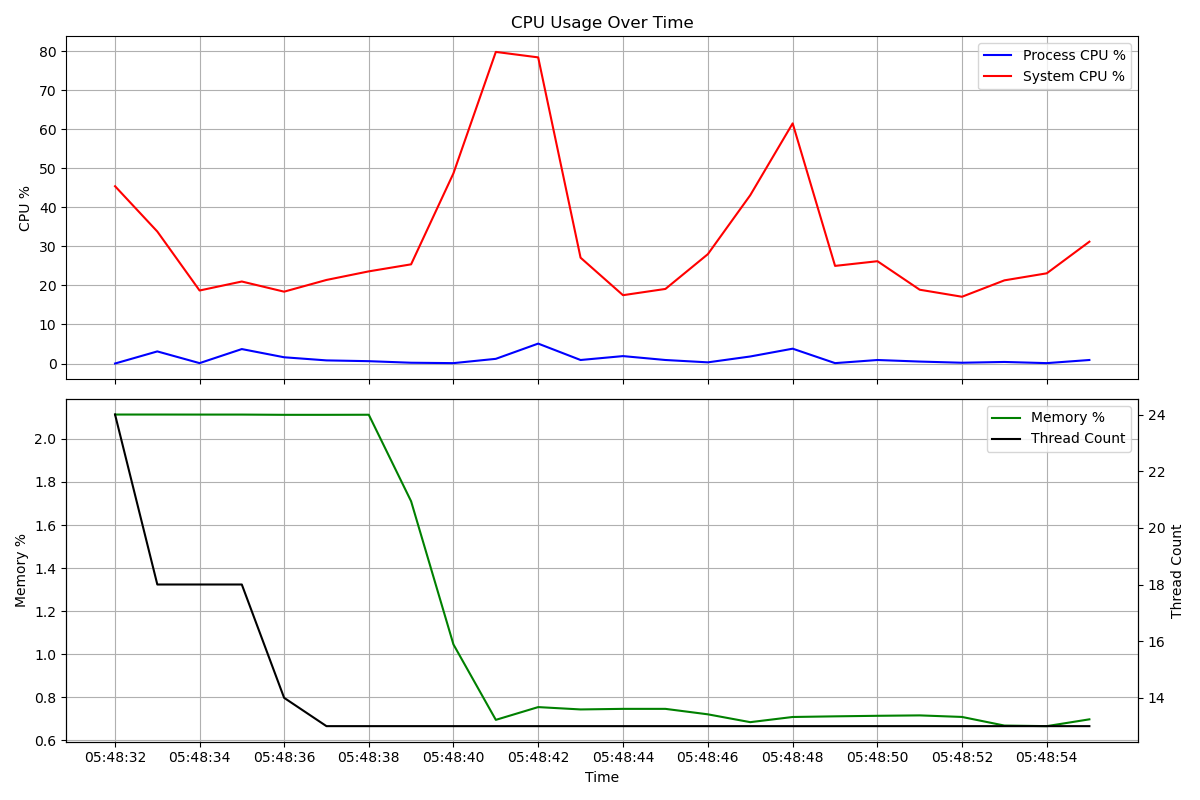 CPU Usage Over Time
80
70
60
50
40
30
20
10
0
CPU %
Process CPU %
System CPU %
2.0
1.8
1.6
1.4
1.2
1.0
0.8
0.6
Memory %
Memory %
Thread Count
24
22
20
18
16
14
Thread Count
05:48:32 05:48:34 05:48:36 05:48:38 05:48:40 05:48:42 05:48:44 05:48:46 05:48:48 05:48:50 05:48:52 05:48:54
Time